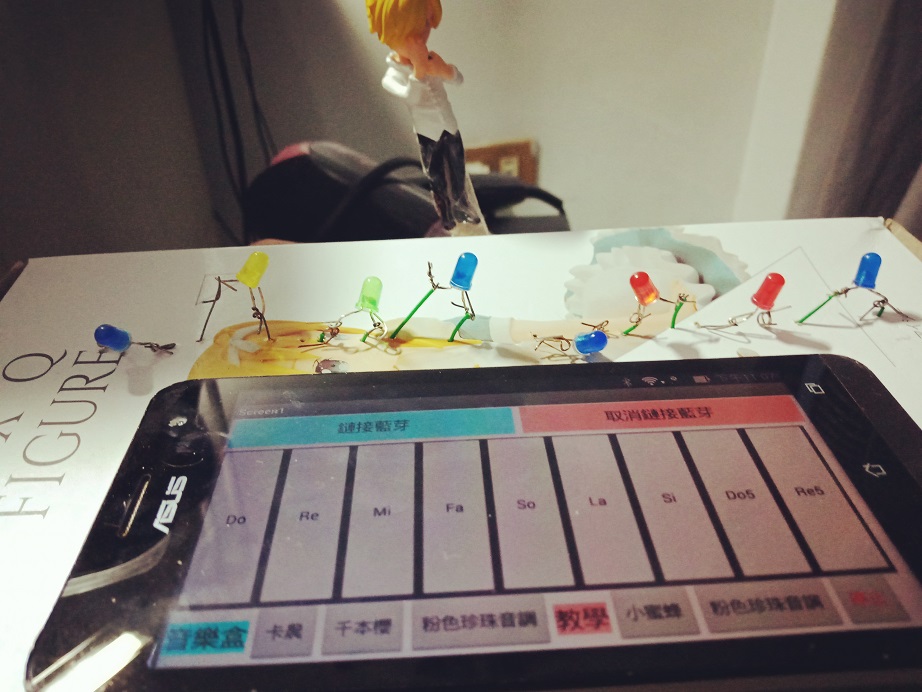 Q
FIGURE
ASUS
Screen1
鏈接藍芽
取消鏈接藍芽
Do
Re
Mi
Fa
So
La
Si
Do5
Re5
音樂盒
卡農
千本櫻
粉色珍珠音調
教學
小蜜蜂
粉色珍珠音調